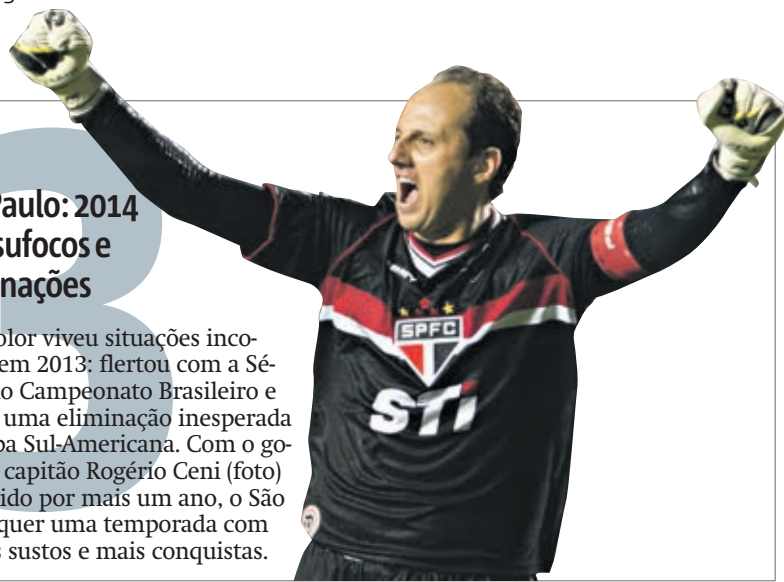 Paulo: 2014
sufocos e
nações
olor viveu situações inco-
em 2013: flertou com a Sé-
o Campeonato Brasileiro e
uma eliminação inesperada
pa Sul-Americana. Com o go-
capitão Rogério Ceni (foto)
ido por mais um ano, o São
quer uma temporada com
s sustos e mais conquistas.
SPFC
STi